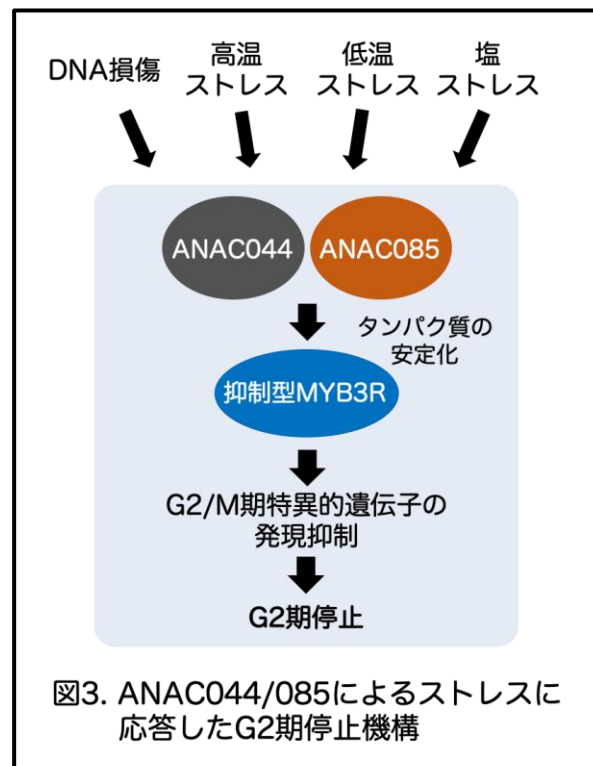 DNA損傷
高温
ストレス
低温
ストレス
塩
ストレス
ANAC044
ANAC085
タンパク質の
安定化
抑制型MYB3R
G2/M期特異的遺伝子の
発現抑制
G2期停止
図3. ANAC044/085によるストレスに
応答したG2期停止機構